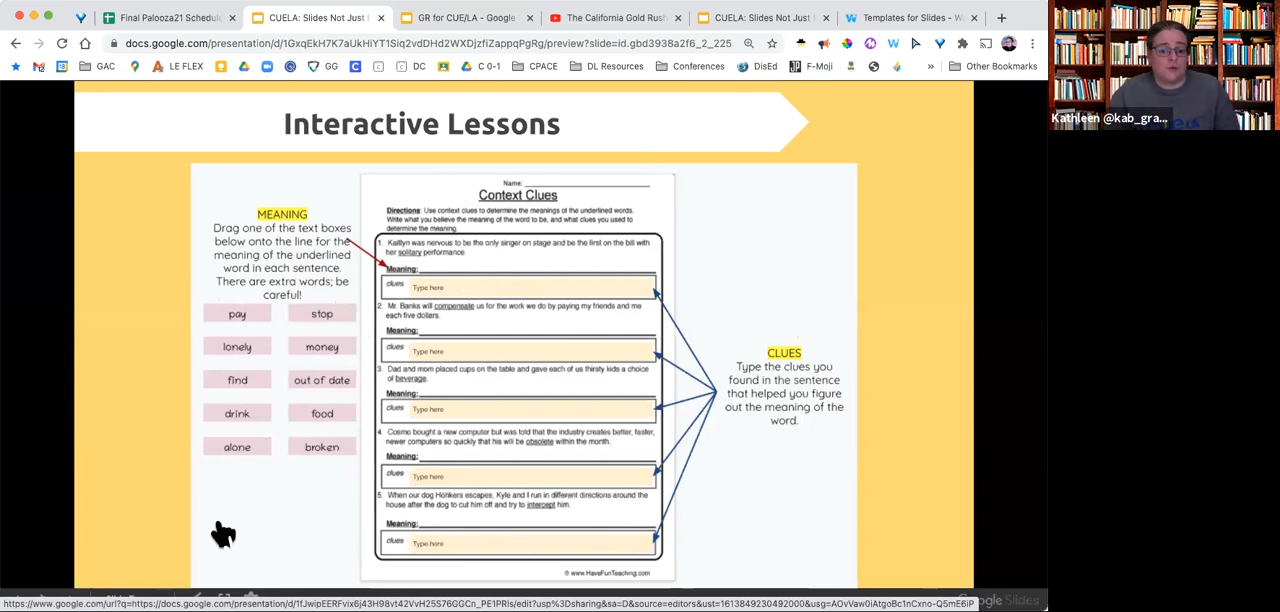 Final Palooza21 Schedul
CUELA: Slides Not Just f
GR for CUE/LA - Google
The California Gold Rush
CUELA: Slides Not Just f
Templates for Slides - Wa
docs.google.com/presentation/d/1GxqEkH7K7aUkHiYT1Siq2vdDHd2WXDjzfiZappqPgRg/preview?slide=id.gbd3938a2f6_2_225
GAC
LE FLEX
GG
C
DC
0-1
CPACE
DL Resources
Conferences
DisEd
F-Moji
Other Bookmarks
Kathleen @kab_gra...
Interactive Lessons
MEANING
Drag one of the text boxes
below onto the line for the
meaning of the underlined
word in each sentence.
There are extra words; be
careful!
pay stop
lonely money
find out of date
drink food
alone broken
Name:
Context Clues
Directions: Use context clues to determine the meanings of the underlined words.
Write what you believe the meaning of the word to be, and what clues you used to
determine the meaning.
1. Kaitlyn was nervous to be the only singer on stage and be the first on the bill with
her solitary performance.
Meaning:
clues Type here
2. Mr. Banks will compensate us for the work we do by paying my friends and me
each five dollars.
Meaning:
clues Type here
3. Dad and mom placed cups on the table and gave each of us thirsty kids a choice
of beverage.
Meaning:
clues Type here
4. Cosmo bought a new computer but was told that the industry creates better, faster,
newer computers so quickly that his will be obsolete within the month.
Meaning:
clues Type here
5. When our dog Honkers escapes, Kyle and I run in different directions around the
house after the dog to cut him off and try to intercept him.
Meaning:
clues Type here
© www.HaveFunTeaching.com
CLUES
Type the clues you
found in the sentence
that helped you figure
out the meaning of the
word.
Slides